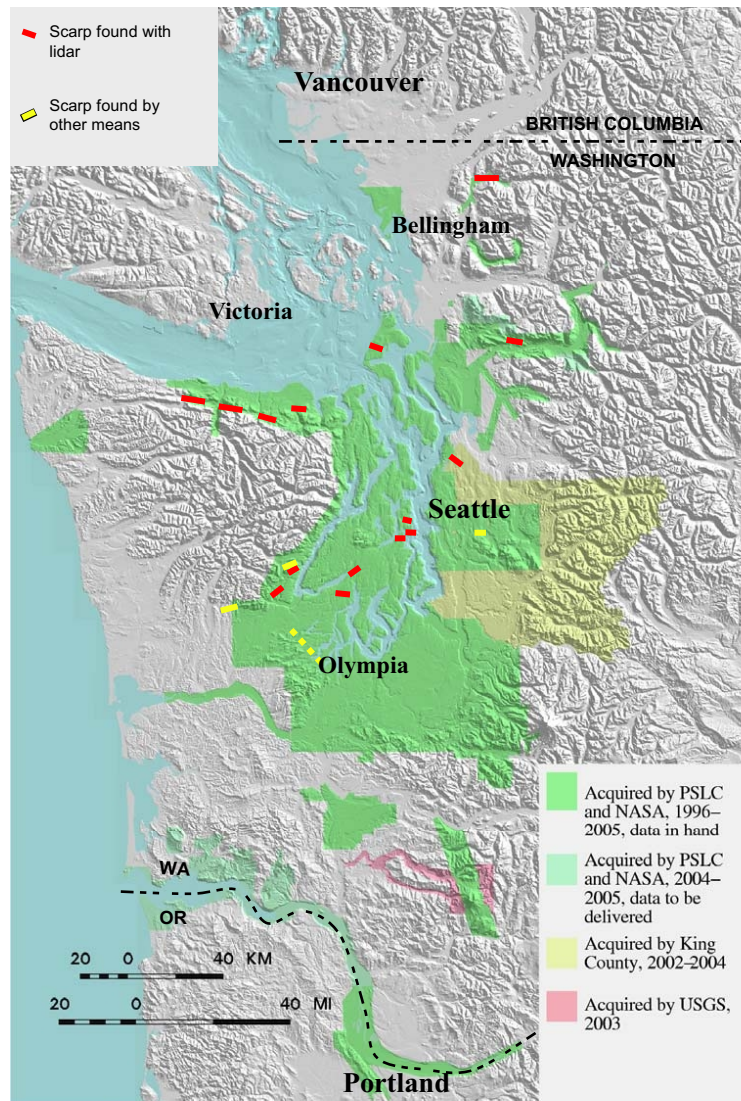 Scarp found with
lidar
Scarp found by
other means
Vancouver
BRITISH COLUMBIA
WASHINGTON
Bellingham
Victoria
Seattle
Olympia
WA
OR
20 0 40 KM
20 0 40 MI
Portland
Acquired by PSLC
and NASA, 1996–
2005, data in hand
Acquired by PSLC
and NASA, 2004–
2005, data to be
delivered
Acquired by King
County, 2002–2004
Acquired by USGS,
2003